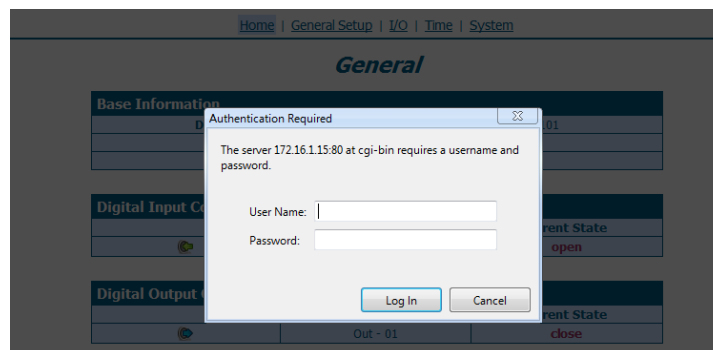 Home | General Setup | I/O | Time | System
General
Base Information
Authentication Required
D
01
The server 172.16.1.15:80 at cgi-bin requires a username and
password.
Digital Input Co
User Name:
rent State
Password:
open
Digital Output
Log In
Cancel
rent State
Out - 01
close